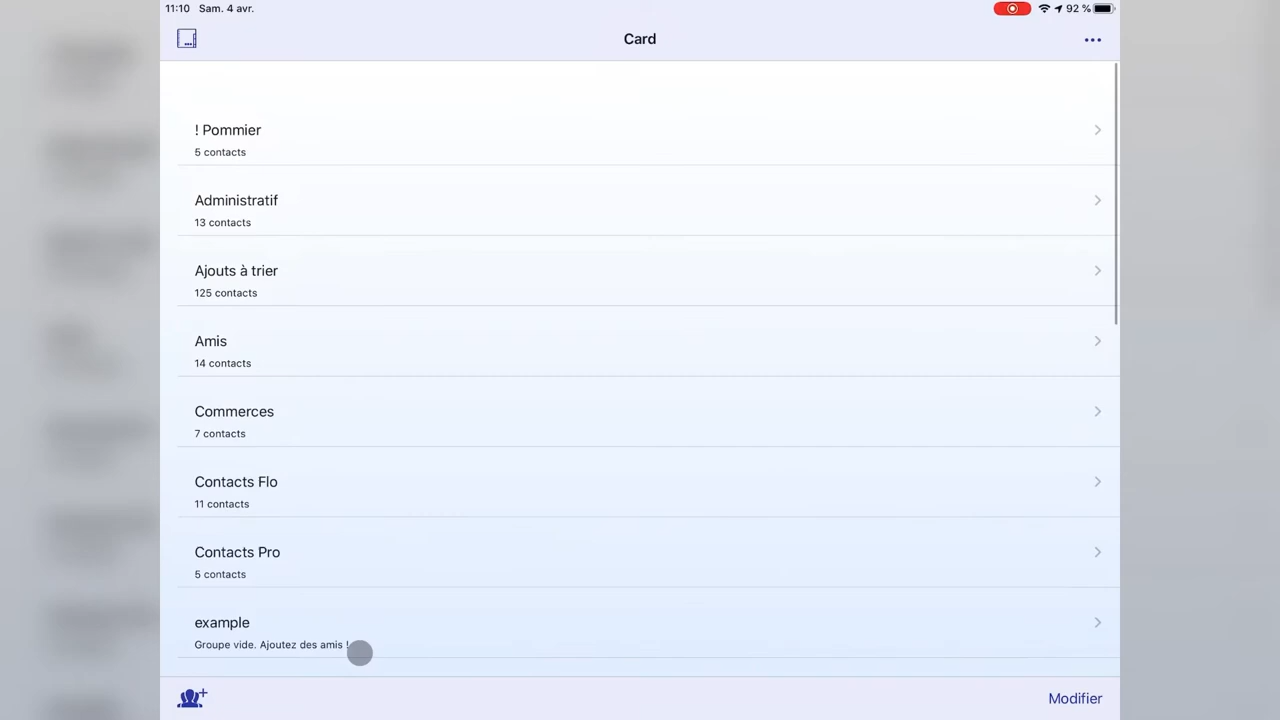 11:10 Sam. 4 avr. 92 %
Card
! Pommier
5 contacts
Administratif
13 contacts
Ajouts à trier
125 contacts
Amis
14 contacts
Commerces
7 contacts
Contacts Flo
11 contacts
Contacts Pro
5 contacts
example
Groupe vide. Ajoutez des amis !
Modifier